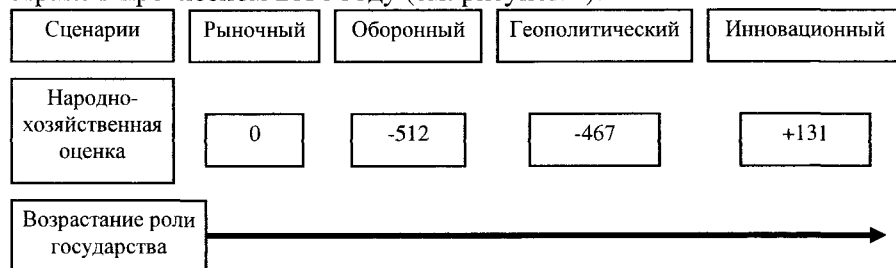 Сценарии Рыночный Оборонный Геополитический Инновационный
Народно-
хозяйственная
оценка
0 -512 -467 +131
Возрастание роли
государства